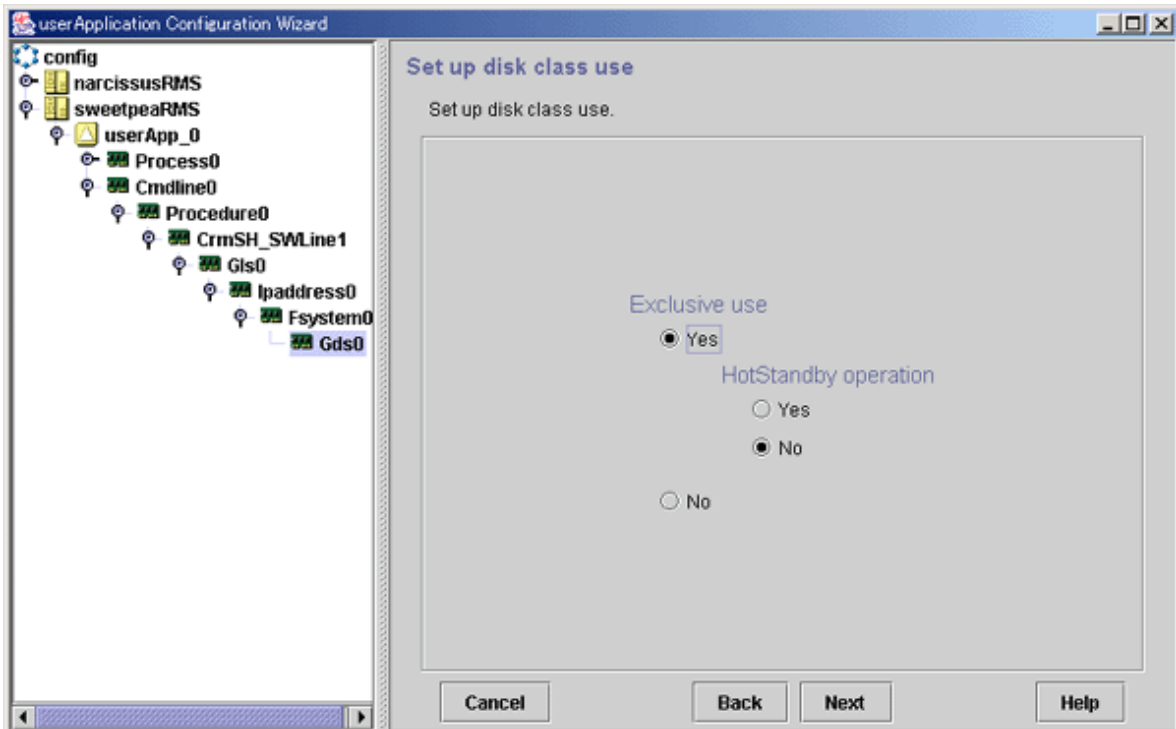 userApplication Configuration Wizard
config
narcissusRMS
sweetpeaRMS
userApp_0
Process0
Cmdline0
Procedure0
CrmSH_SWLine1
Gls0
Ipaddress0
Fsystem0
Gds0
Set up disk class use
Set up disk class use.
Exclusive use
Yes
HotStandby operation
Yes
No
No
Cancel
Back
Next
Help